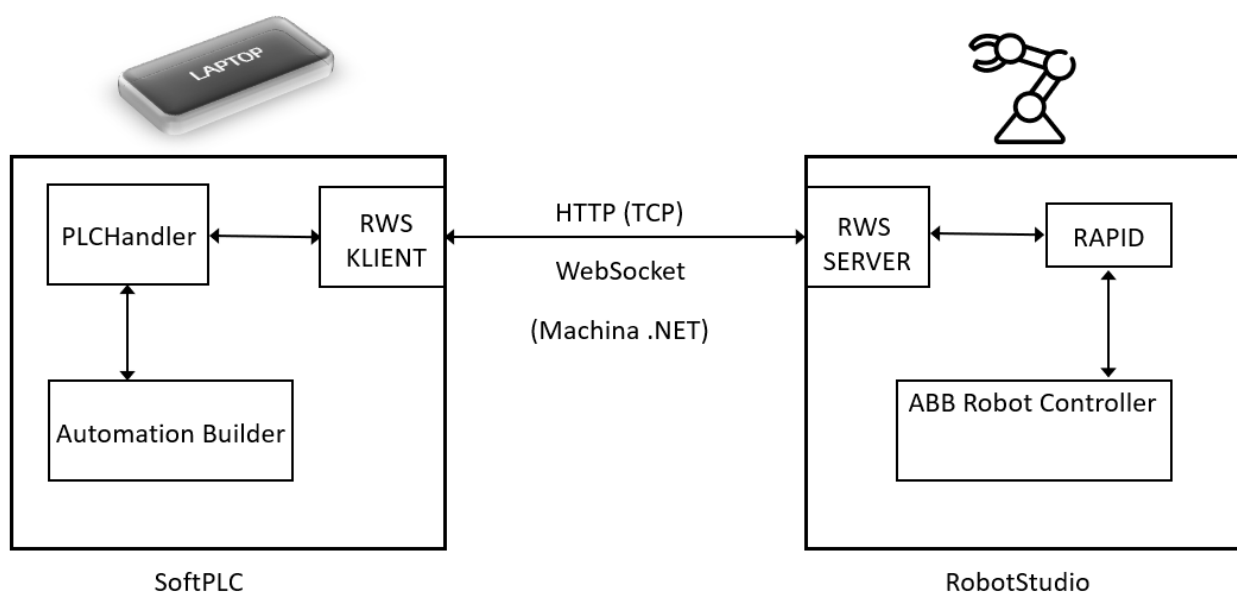 LAPTOP
PLCHandler
RWS
KLIENT
Automation Builder
SoftPLC
HTTP (TCP)
WebSocket
(Machina .NET)
RWS
SERVER
RAPID
ABB Robot Controller
RobotStudio